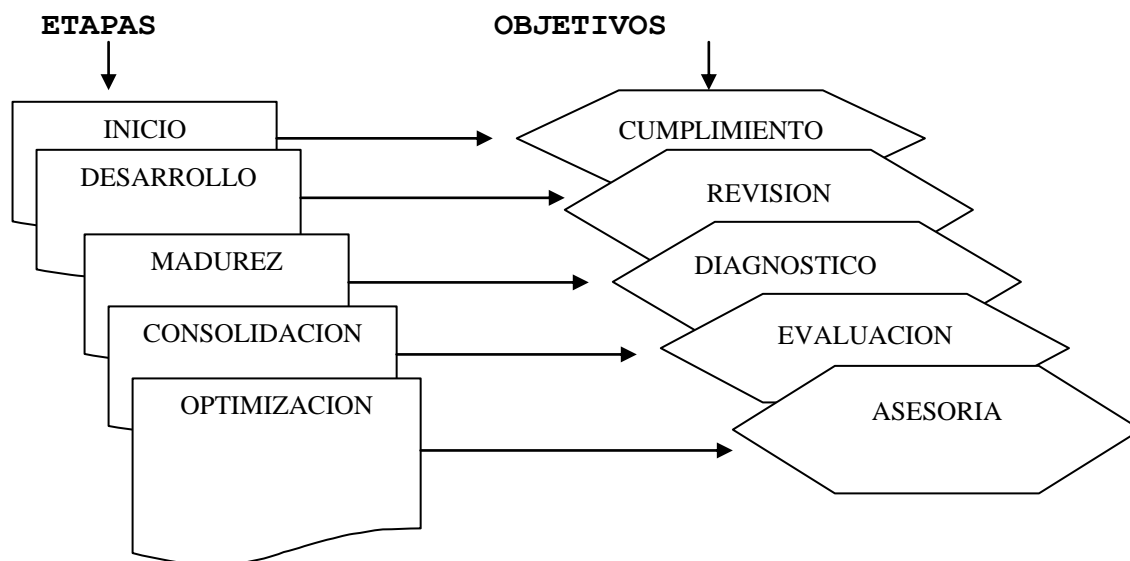 ETAPAS OBJETIVOS
INICIO CUMPLIMIENTO
DESARROLLO REVISION
MADUREZ DIAGNOSTICO
CONSOLIDACION EVALUACION
OPTIMIZACION ASESORIA